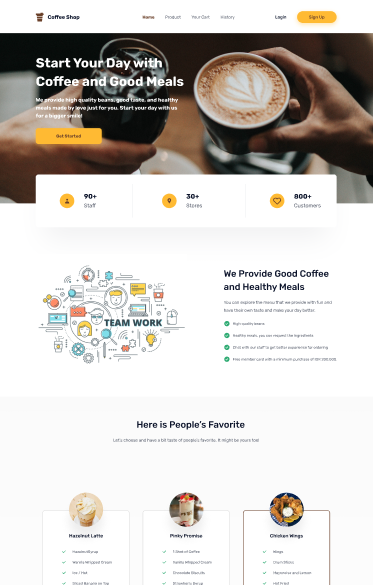 Coffee Shop
Home Product Your Cart History
Login Sign Up
Start Your Day with
Coffee and Good Meals
We provide high quality beans, good taste, and healthy
meals made by love just for you. Start your day with us
for a bigger smile!
Get Started
90+
Staff
30+
Stores
800+
Customers
TEAM WORK
We Provide Good Coffee
and Healthy Meals
You can explore the menu that we provide with fun and
have their own taste and make your day better.
High quality beans
Healthy meals, you can request the ingredients
Chat with our staff to get better experience for ordering
Free member card with a minimum purchase of IDR 200.000.
Here is People's Favorite
Let's choose and have a bit taste of people's favorite. It might be yours too!
Hazelnut Latte
Hazelnut Syrup
Wanilla Whipped Cream
Ice / Hot
Sliced Banana on Top
Pinky Promise
1 Shot of Coffee
Vanilla Whipped Cream
Chocolate Biscuits
Strawberry Syrup
Chicken Wings
Wings
Drum Sticks
Mayonaise and Lemon
Hot Fried